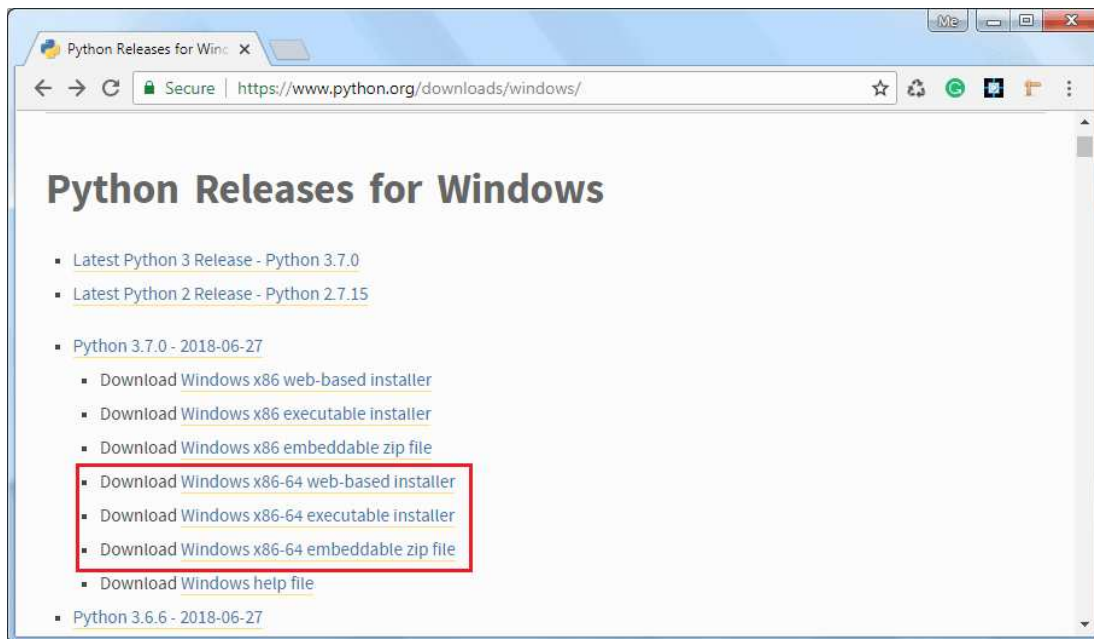 Me
Python Releases for Winc
Secure https://www.python.org/downloads/windows/
Python Releases for Windows
Latest Python 3 Release - Python 3.7.0
Latest Python 2 Release - Python 2.7.15
Python 3.7.0 - 2018-06-27
Download Windows x86 web-based installer
Download Windows x86 executable installer
Download Windows x86 embeddable zip file
Download Windows x86-64 web-based installer
Download Windows x86-64 executable installer
Download Windows x86-64 embeddable zip file
Download Windows help file
Python 3.6.6 - 2018-06-27